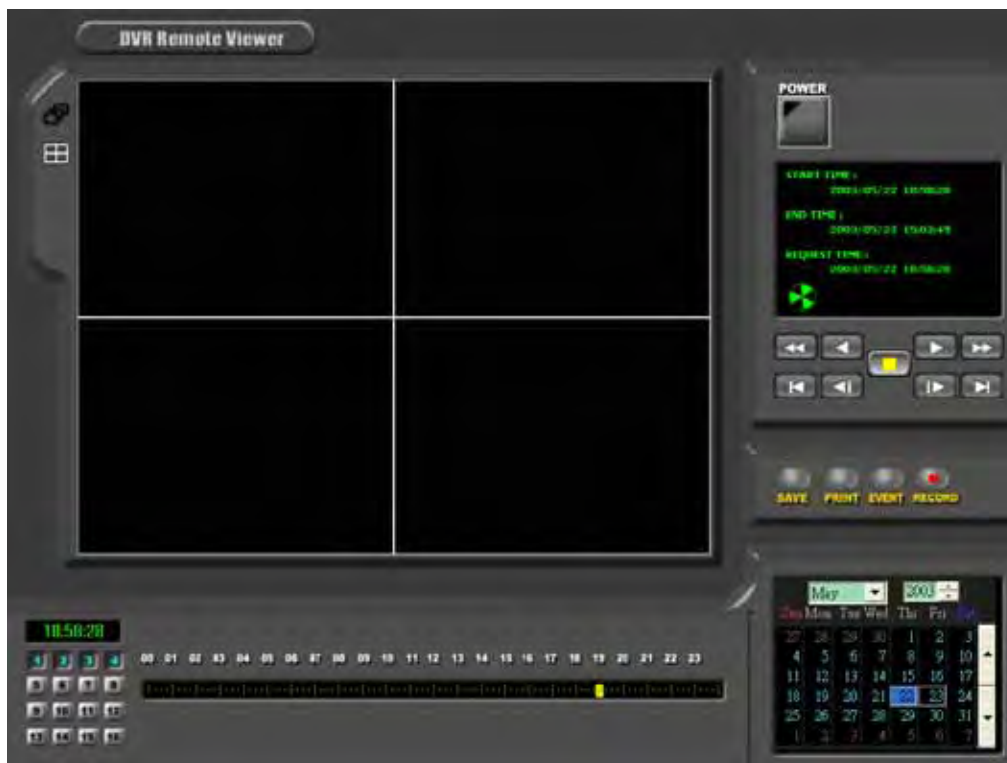 DVR Remote Viewer
POWER
START TIME:
2003/05/22 18:58:28
END TIME:
2003/05/23 15:03:49
REQUEST TIME:
2003/05/22 18:58:28
SAVE PRINT EVENT RECORD
May 2003
Sun Mon Tue Wed Thu Fri Sat
27 28 29 30 1 2 3
4 5 6 7 8 9 10
11 12 13 14 15 16 17
18 19 20 21 22 23 24
25 26 27 28 29 30 31
1 2 3 4 5 6 7
18:58:28
00 01 02 03 04 05 06 07 08 09 10 11 12 13 14 15 16 17 18 19 20 21 22 23
1 2 3 4
5 6 7 8
9 10 11 12
13 14 15 16